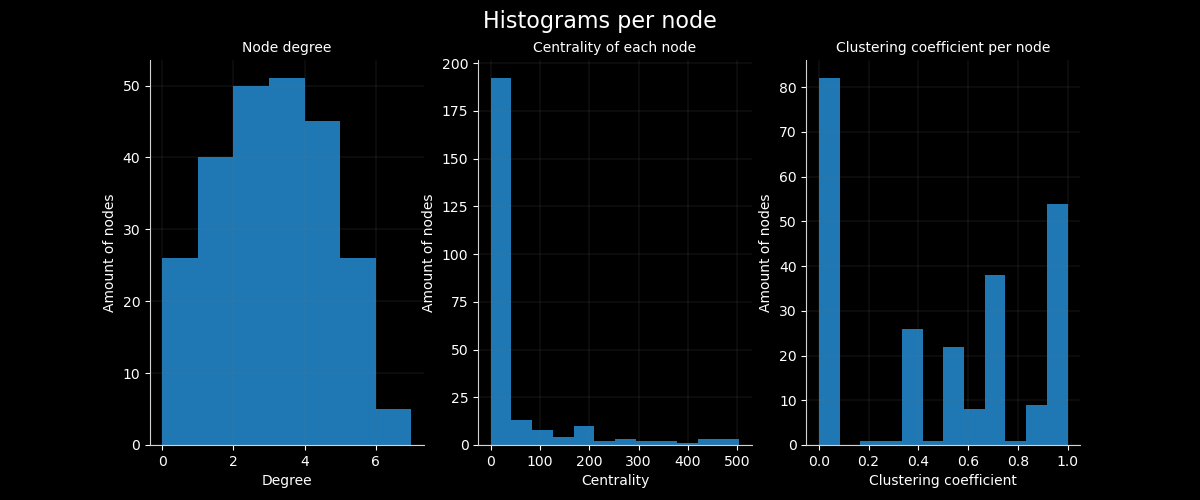 Histograms per node
Node degree
Amount of nodes
50
40
30
20
10
0
0 2 4 6
Degree
Centrality of each node
Amount of nodes
200
175
150
125
100
75
50
25
0
0 100 200 300 400 500
Centrality
Clustering coefficient per node
Amount of nodes
80
70
60
50
40
30
20
10
0
0.0 0.2 0.4 0.6 0.8 1.0
Clustering coefficient